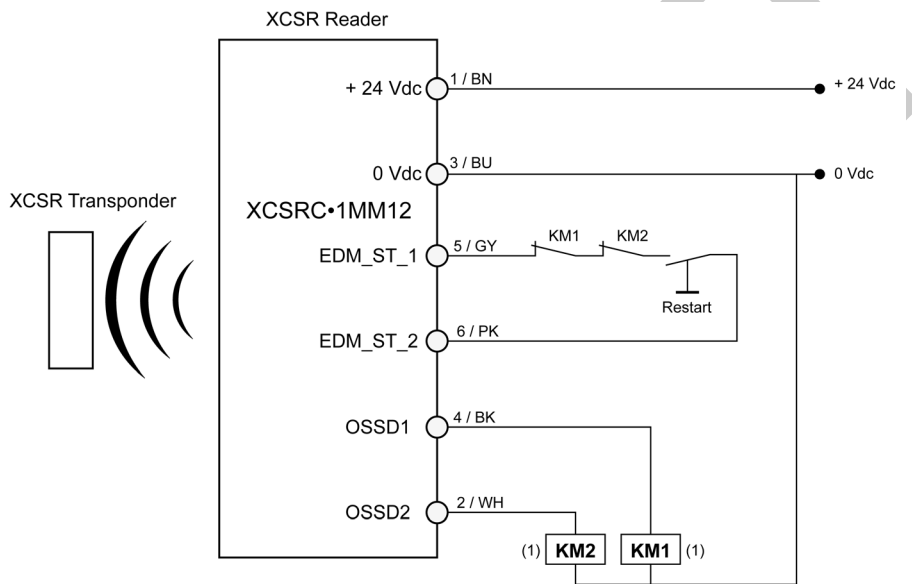 XCSR Reader
+ 24 Vdc
1 / BN
+ 24 Vdc
0 Vdc
3 / BU
0 Vdc
XCSR Transponder
XCSRC•1MM12
EDM_ST_1
5 / GY
KM1
KM2
Restart
EDM_ST_2
6 / PK
OSSD1
4 / BK
OSSD2
2 / WH
(1) KM2
KM1 (1)